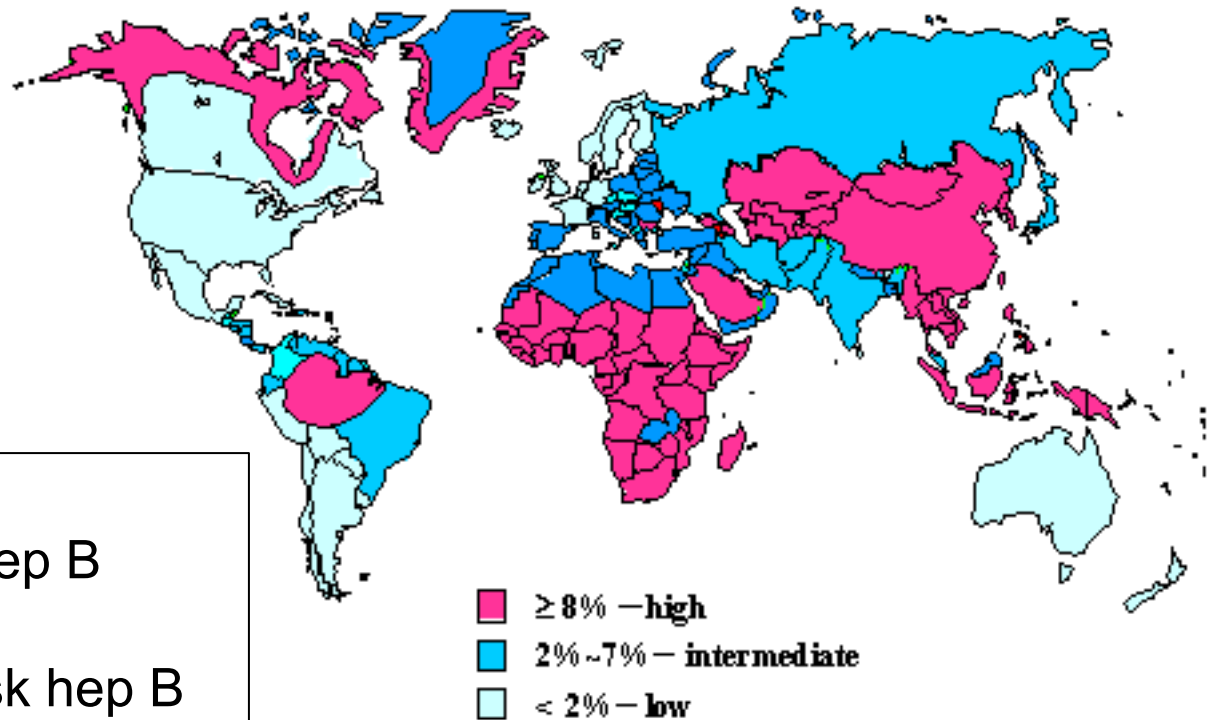 ep B
sk hep B
≥ 8% — high
2% ~7% — intermediate
< 2% — low